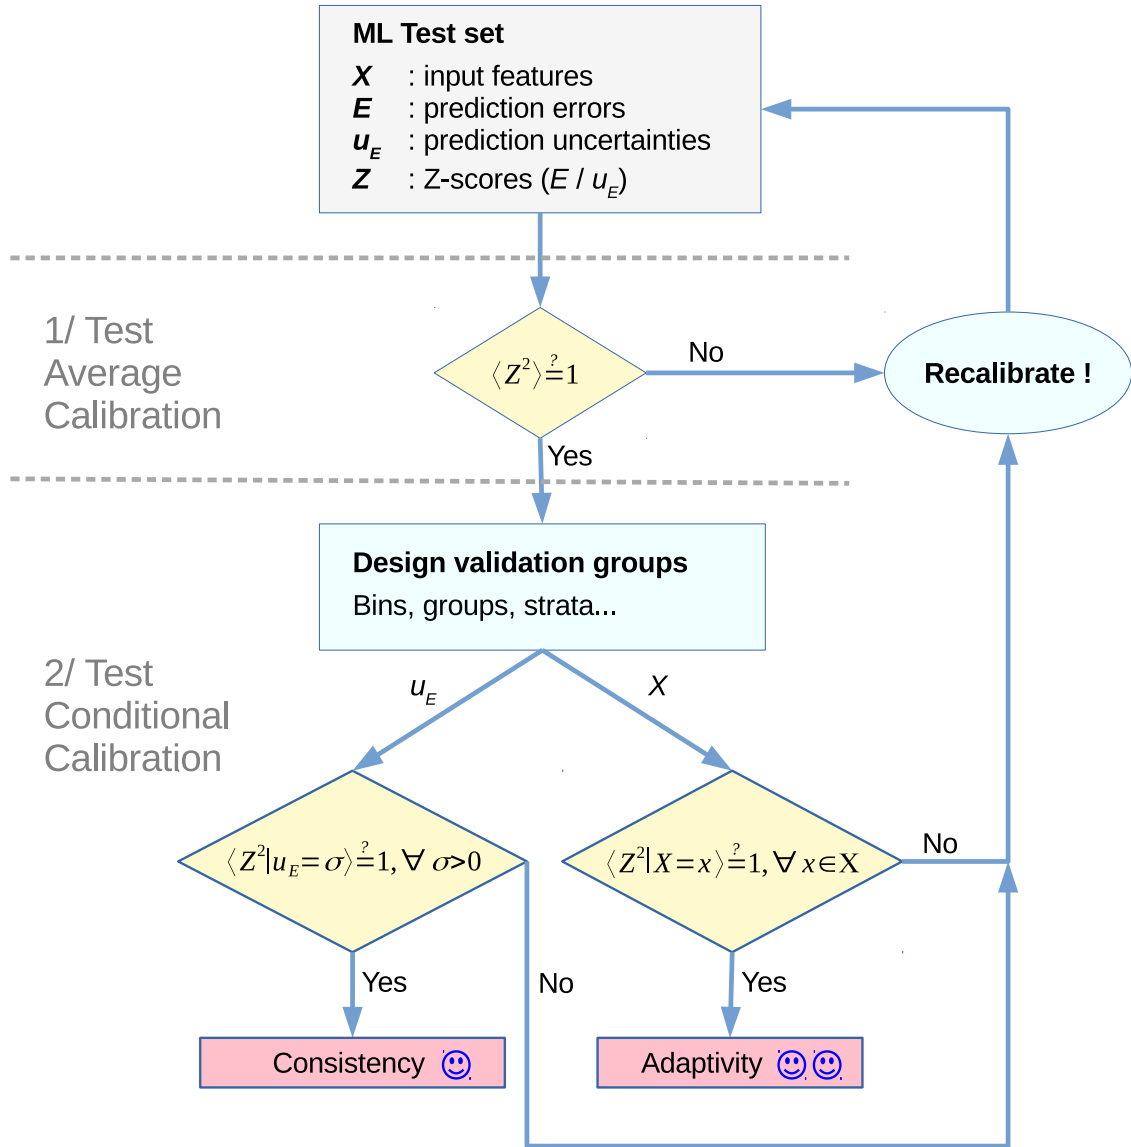 ML Test set
X : input features
E : prediction errors
u_E : prediction uncertainties
Z : Z-scores (E / u_E)
1/ Test
Average
Calibration
⟨Z²⟩ ≟ 1
No
Recalibrate !
Yes
Design validation groups
Bins, groups, strata...
2/ Test
Conditional
Calibration
u_E
X
⟨Z²|u_E=σ⟩ ≟ 1, ∀ σ>0
⟨Z²|X=x⟩ ≟ 1, ∀ x∈X
No
Yes
No
Yes
Consistency
Adaptivity